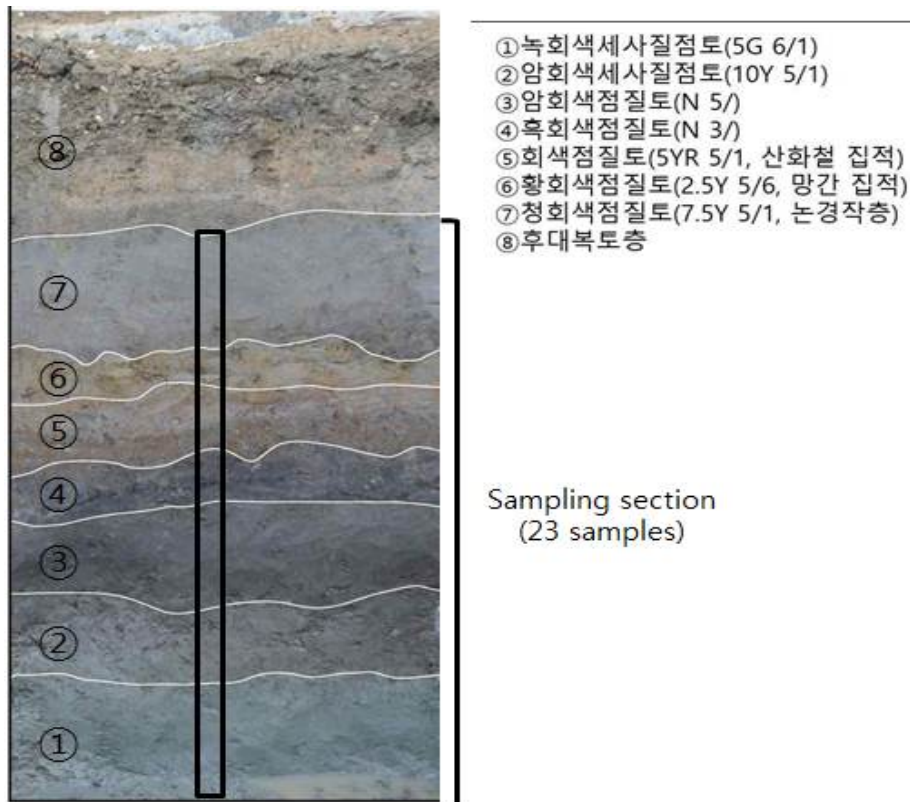 ①녹회색세사질점토(5G 6/1)
②암회색세사질점토(10Y 5/1)
③암회색점질토(N 5/)
④흑회색점질토(N 3/)
⑤회색점질토(5YR 5/1, 산화철 집적)
⑥황회색점질토(2.5Y 5/6, 망간 집적)
⑦청회색점질토(7.5Y 5/1, 논경작층)
⑧후대복토층
⑧
⑦
⑥
⑤
④
③
②
①
Sampling section
(23 samples)